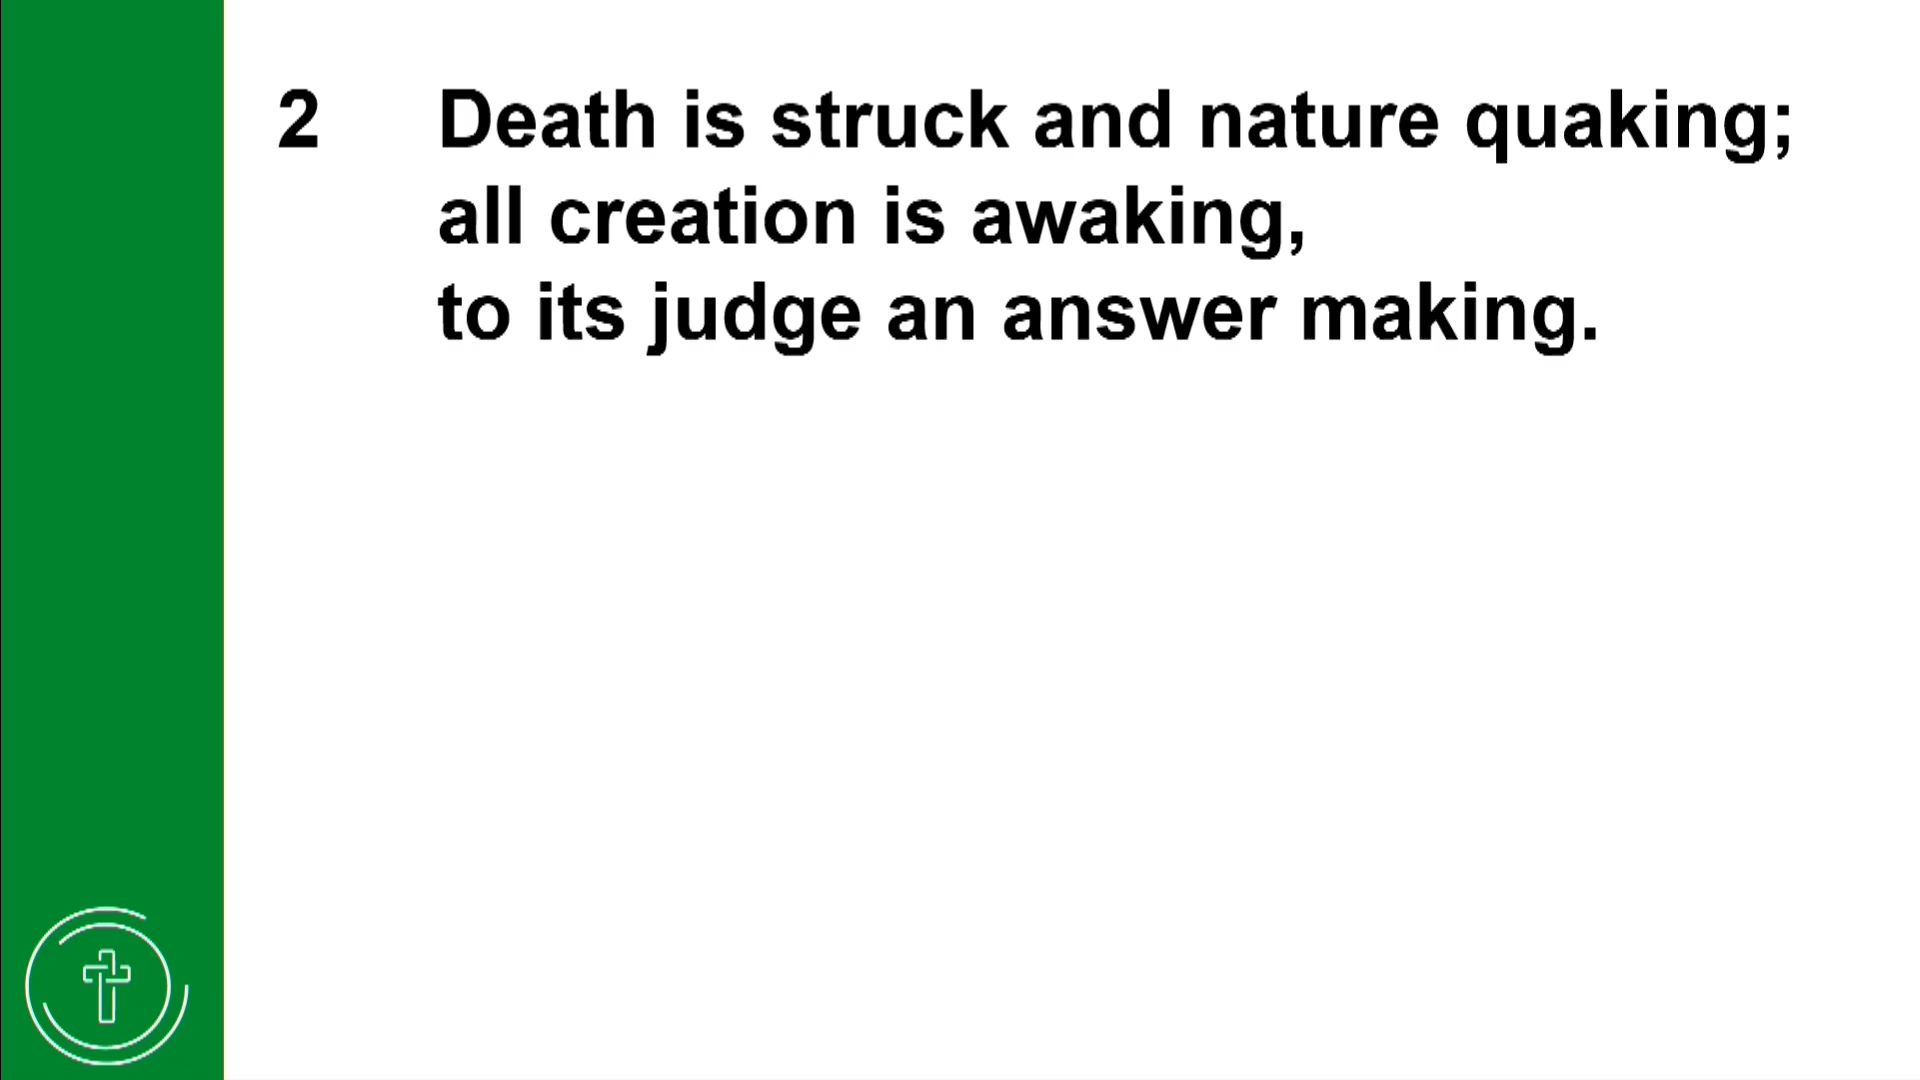 2 Death is struck and nature quaking;
all creation is awaking,
to its judge an answer making.